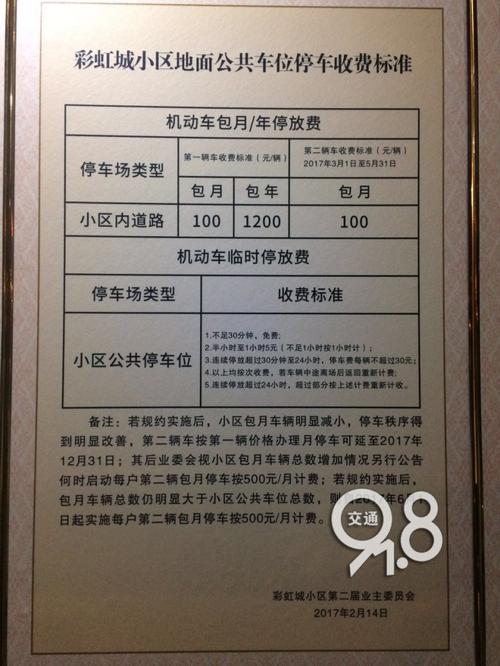 彩虹城小区地面公共车位停车收费标准
机动车包月/年停放费
停车场类型
第一辆车收费标准（元/辆）
第二辆车收费标准（元/辆）
2017年3月1日至5月31日
包月
包年
包月
小区内道路
100
1200
100
机动车临时停放费
停车场类型
收费标准
小区公共停车位
1.不足30分钟，免费；
2.半小时至1小时5元（不足1小时按1小时计）；
3.连续停放超过30分钟至24小时，停车费每辆不超过30元；
4.以上均按次收费，若车辆中途离场后返回重新计费；
5.连续停放超过24小时，超过部分按上述计费重新计收。
备注：若规约实施后，小区包月车辆明显减小，停车秩序得
到明显改善，第二辆车按第一辆价格办理月停车可延至2017年
12月31日；其后业委会视小区包月车辆总数增加情况另行公告
何时启动每户第二辆包月停车按500元/月计费；若规约实施后，
包月车辆总数仍明显大于小区公共车位总数，则自2017年6月1
日起实施每户第二辆包月停车按500元/月计费。
交通
91.8
彩虹城小区第二届业主委员会
2017年2月14日